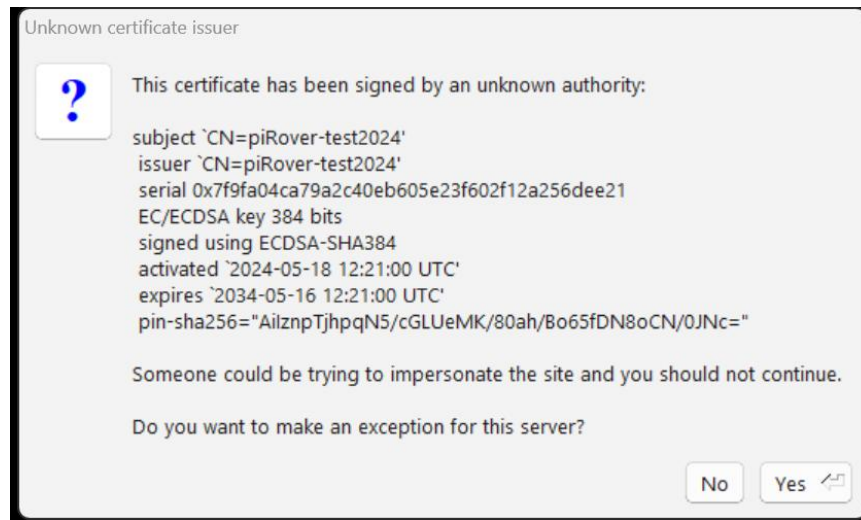 Unknown certificate issuer
?
This certificate has been signed by an unknown authority:
subject `CN=piRover-test2024'
issuer `CN=piRover-test2024'
serial 0x7f9fa04ca79a2c40eb605e23f602f12a256dee21
EC/ECDSA key 384 bits
signed using ECDSA-SHA384
activated `2024-05-18 12:21:00 UTC'
expires `2034-05-16 12:21:00 UTC'
pin-sha256="AiIznpTjhpqN5/cGLUeMK/80ah/Bo65fDN8oCN/0JNc="
Someone could be trying to impersonate the site and you should not continue.
Do you want to make an exception for this server?
No Yes